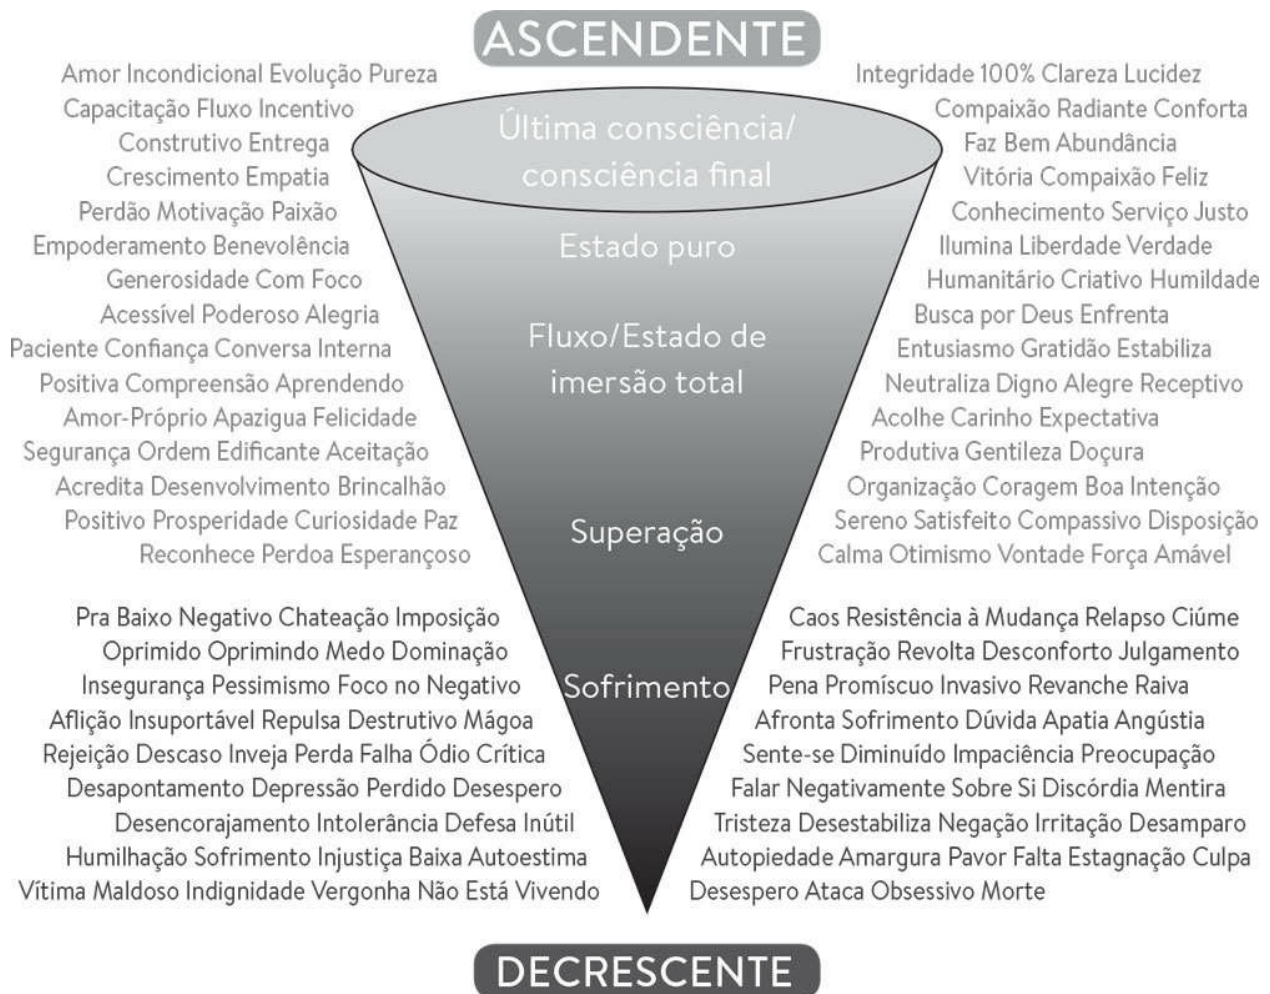 ASCENDENTE
Amor Incondicional Evolução Pureza
Capacitação Fluxo Incentivo
Construtivo Entrega
Crescimento Empatia
Perdão Motivação Paixão
Empoderamento Benevolência
Generosidade Com Foco
Acessível Poderoso Alegria
Paciente Confiança Conversa Interna
Positiva Compreensão Aprendendo
Amor-Próprio Apazigua Felicidade
Segurança Ordem Edificante Aceitação
Acredita Desenvolvimento Brincalhão
Positivo Prosperidade Curiosidade Paz
Reconhece Perdoa Esperançoso
Pra Baixo Negativo Chateação Imposição
Oprimido Oprimindo Medo Dominação
Insegurança Pessimismo Foco no Negativo
Aflição Insuportável Repulsa Destrutivo Mágoa
Rejeição Descaso Inveja Perda Falha Ódio Crítica
Desapontamento Depressão Perdido Desespero
Desencorajamento Intolerância Defesa Inútil
Humilhação Sofrimento Injustiça Baixa Autoestima
Vítima Maldoso Indignidade Vergonha Não Está Vivendo
Última consciência/
consciência final
Estado puro
Fluxo/Estado de
imersão total
Superação
Sofrimento
Integridade 100% Clareza Lucidez
Compaixão Radiante Conforta
Faz Bem Abundância
Vitória Compaixão Feliz
Conhecimento Serviço Justo
Ilumina Liberdade Verdade
Humanitário Criativo Humildade
Busca por Deus Enfrenta
Entusiasmo Gratidão Estabiliza
Neutraliza Digno Alegre Receptivo
Acolhe Carinho Expectativa
Produtiva Gentileza Doçura
Organização Coragem Boa Intenção
Sereno Satisfeito Compassivo Disposição
Calma Otimismo Vontade Força Amável
Caos Resistência à Mudança Relapso Ciúme
Frustração Revolta Desconforto Julgamento
Pena Promíscuo Invasivo Revanche Raiva
Afronta Sofrimento Dúvida Apatia Angústia
Sente-se Diminuído Impaciência Preocupação
Falar Negativamente Sobre Si Discórdia Mentira
Tristeza Desestabiliza Negação Irritação Desamparo
Autopiedade Amargura Pavor Falta Estagnação Culpa
Desespero Ataca Obsessivo Morte
DECRESCENTE